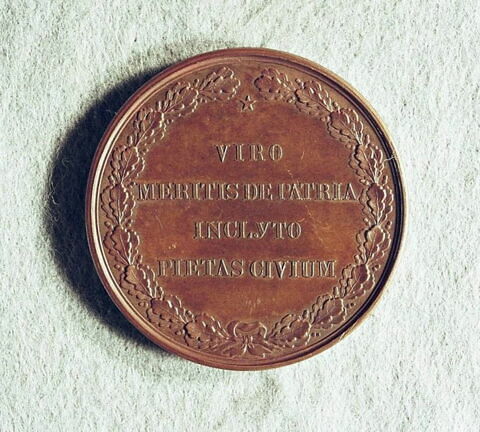 VIRO
MERITIS DE PATRIA
INCLYTO
PIETAS CIVIUM